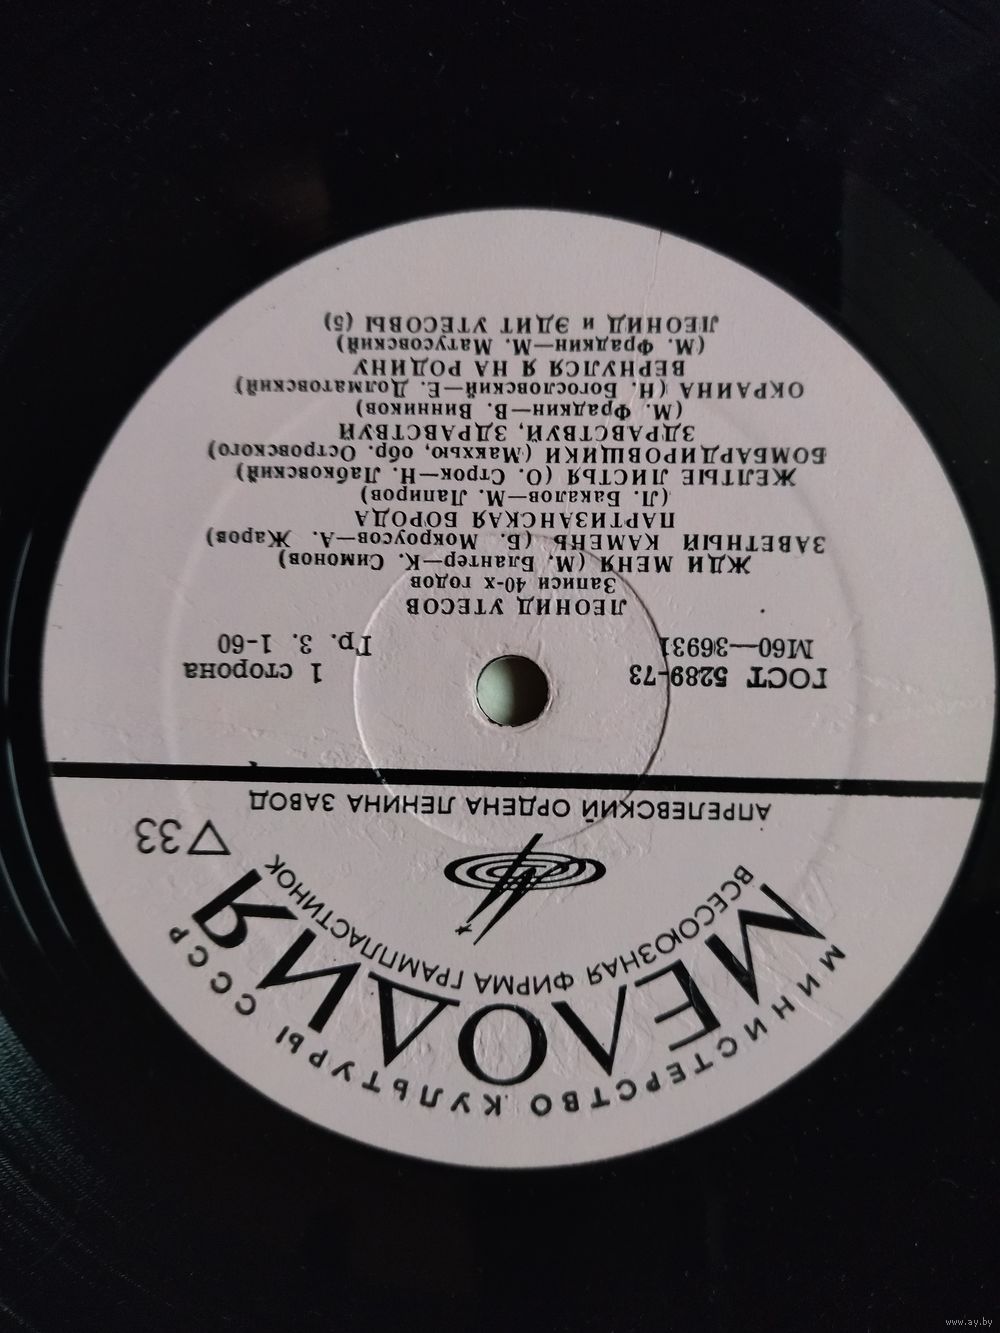 МИНИСТЕРСТВО КУЛЬТУРЫ СССР
МЕЛОДИЯ
ВСЕСОЮЗНАЯ ФИРМА ГРАМПЛАСТИНОК
▽33
АПРЕЛЕВСКИЙ ОРДЕНА ЛЕНИНА ЗАВОД
ГОСТ 5289-73
1 сторона
М60—36931
Гр. 3. 1-60
ЛЕОНИД УТЕСОВ
Записи 40-х годов
ЖДИ МЕНЯ (М. Блантер—К. Симонов)
ЗАВЕТНЫЙ КАМЕНЬ (Б. Мокроусов—А. Жаров)
ПАРТИЗАНСКАЯ БОРОДА
(Л. Бакалов—М. Лапиров)
ЖЕЛТЫЕ ЛИСТЬЯ (О. Строк—Н. Лабковский)
БОМБАРДИРОВЩИКИ (Макхью, обр. Островского)
ЗДРАВСТВУЙ, ЗДРАВСТВУЙ
(М. Фрадкин—В. Винников)
ОКРАИНА (Н. Богословский—Е. Долматовский)
ВЕРНУЛСЯ Я НА РОДИНУ
(М. Фрадкин—М. Матусовский)
ЛЕОНИД и ЭДИТ УТЕСОВЫ (5)
www.ay.by